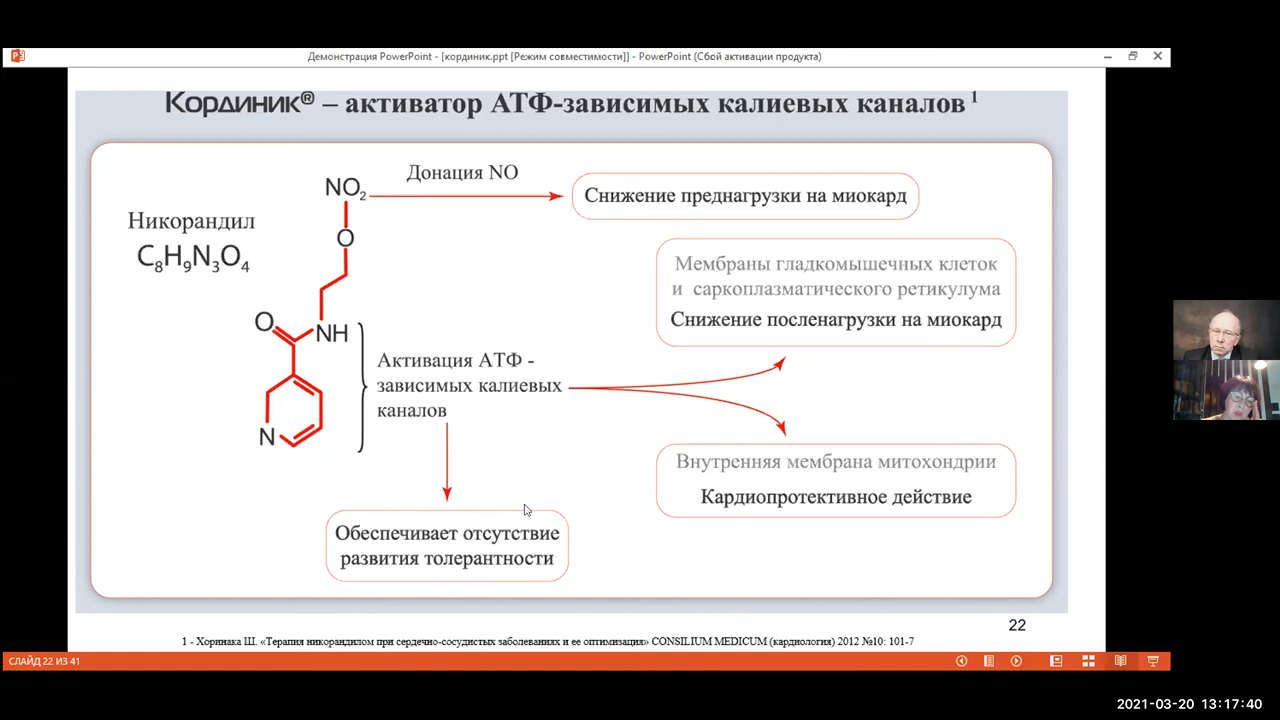 Демонстрация PowerPoint - [кординик.ppt [Режим совместимости]] - PowerPoint (Сбой активации продукта)
Кординик® – активатор АТФ-зависимых калиевых каналов 1
Донация NO
NO2
Снижение преднагрузки на миокард
Никорандил
C8H9N3O4
O
Мембраны гладкомышечных клеток
и саркоплазматического ретикулума
Снижение посленагрузки на миокард
O
NH
Активация АТФ -
зависимых калиевых
каналов
N
Внутренняя мембрана митохондрии
Кардиопротективное действие
Обеспечивает отсутствие
развития толерантности
22
1 - Хоринака Ш. «Терапия никорандилом при сердечно-сосудистых заболеваниях и ее оптимизация» CONSILIUM MEDICUM (кардиология) 2012 №10: 101-7
СЛАЙД 22 ИЗ 41
2021-03-20 13:17:40